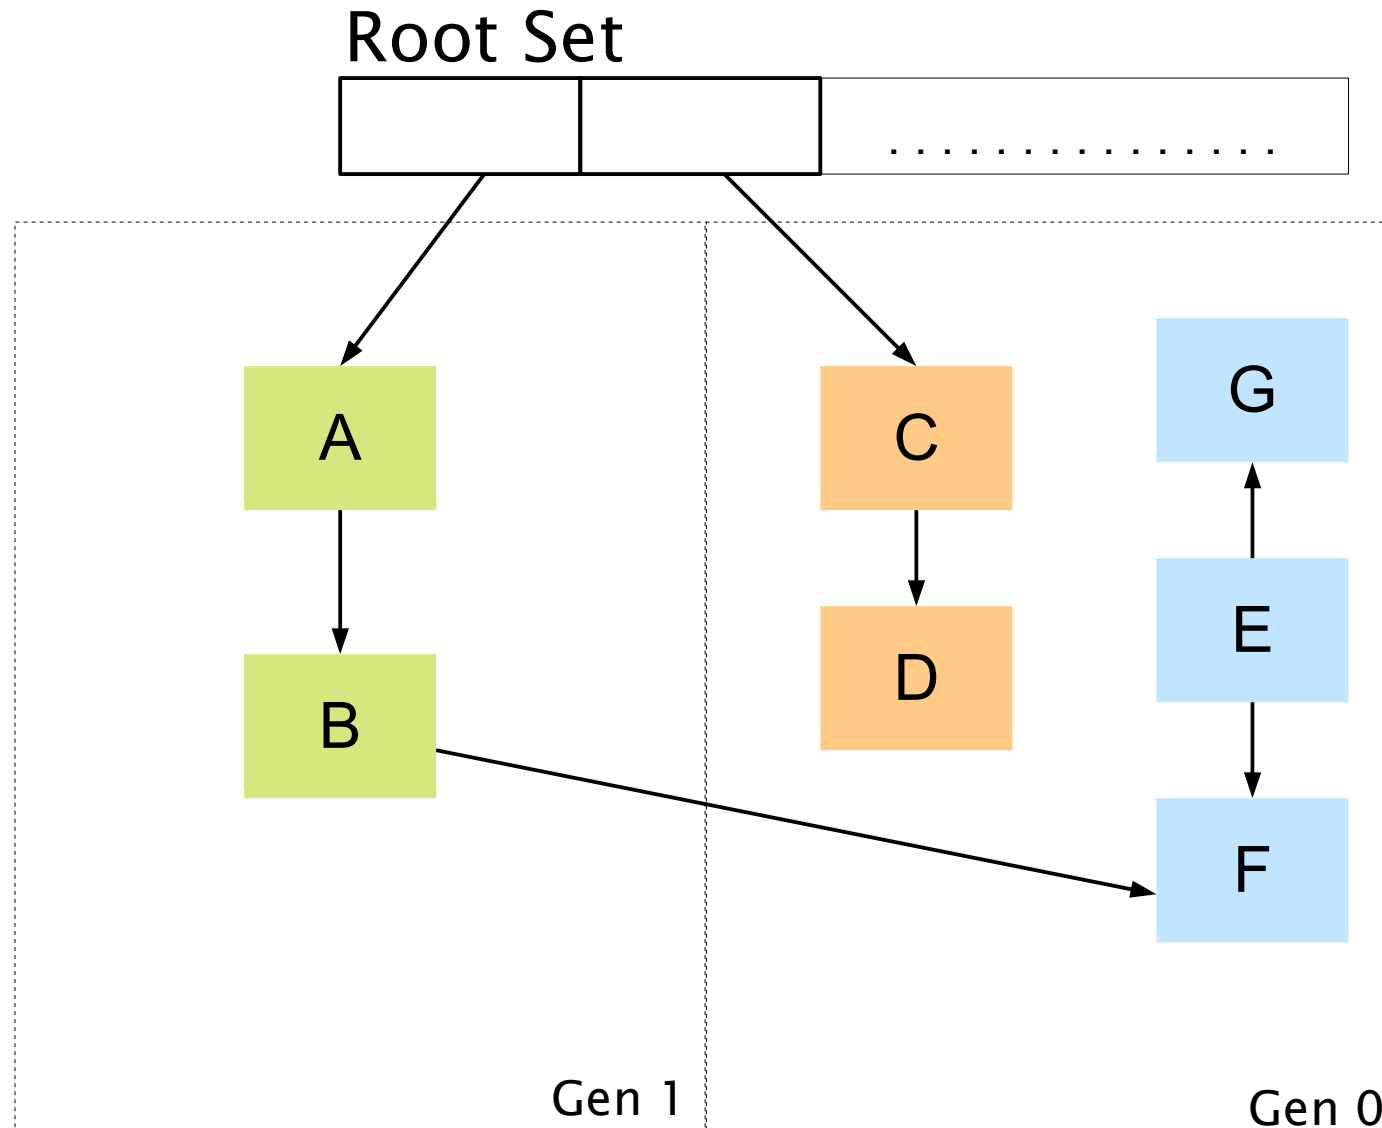 Root Set
. . . . . . . . . . . . . . .
A
C
G
E
D
B
F
Gen 1
Gen 0